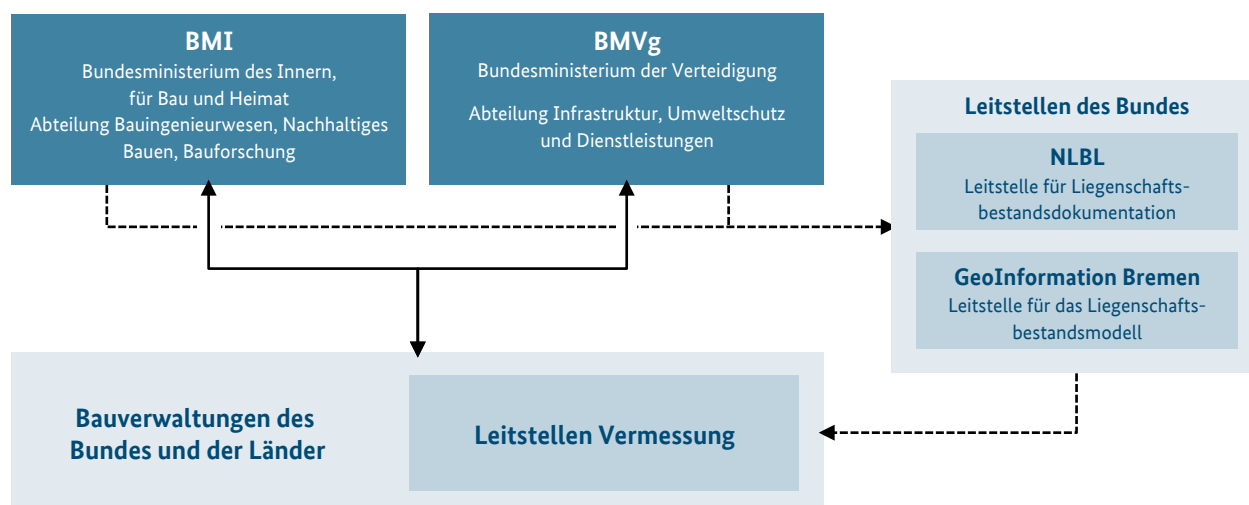 BMI
Bundesministerium des Innern,
für Bau und Heimat
Abteilung Bauingenieurwesen, Nachhaltiges
Bauen, Bauforschung
BMVg
Bundesministerium der Verteidigung
Abteilung Infrastruktur, Umweltschutz
und Dienstleistungen
Leitstellen des Bundes
NLBL
Leitstelle für Liegenschafts-
bestandsdokumentation
GeoInformation Bremen
Leitstelle für das Liegenschafts-
bestandsmodell
Bauverwaltungen des
Bundes und der Länder
Leitstellen Vermessung